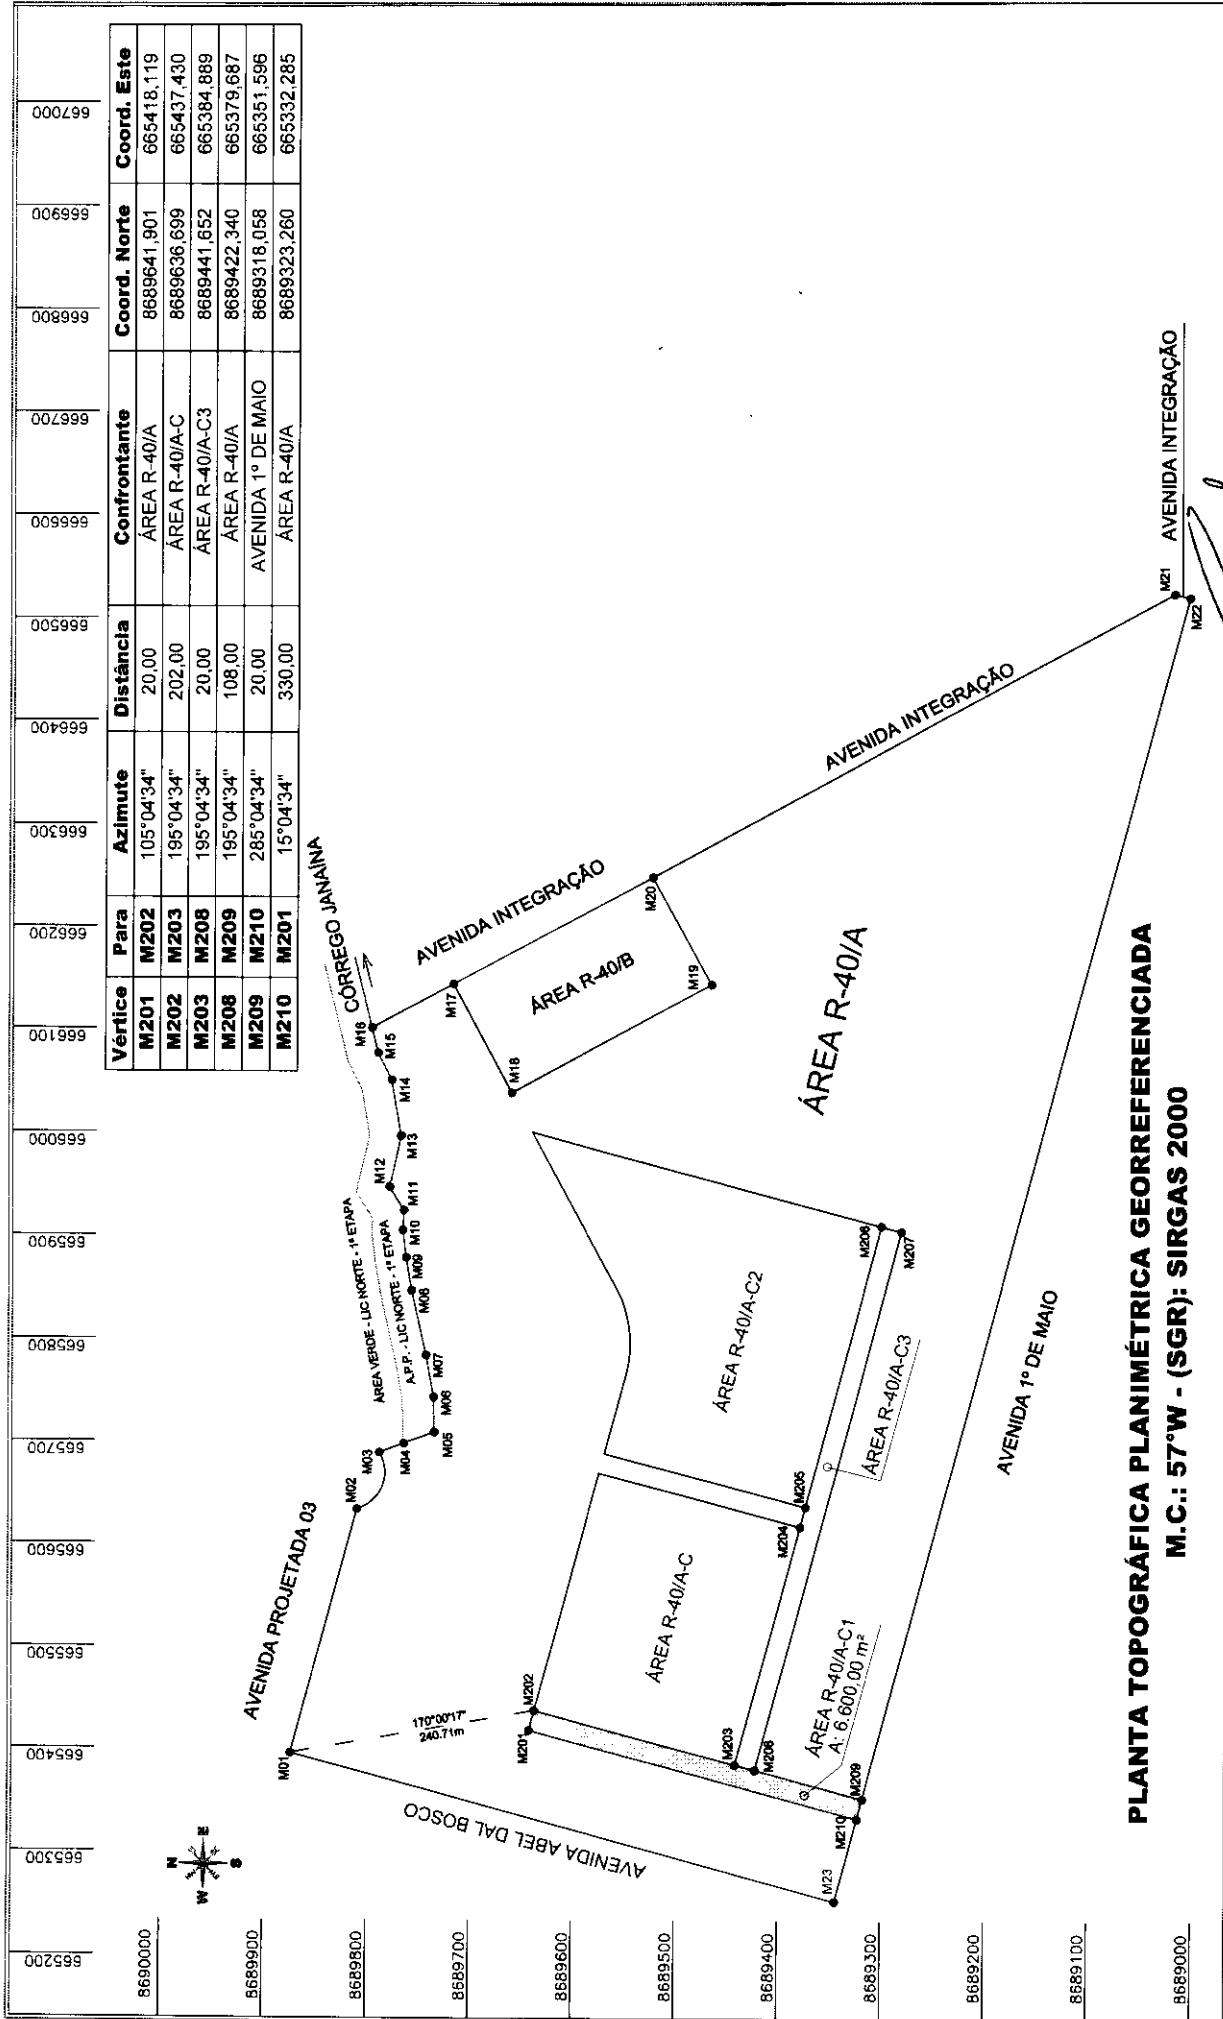 Vértice Para Azimute Distância Confrontante Coord. Norte Coord. Este
M201 M202 105°04'34" 20,00 ÁREA R-40/A 8689641,901 665418,119
M202 M203 195°04'34" 202,00 ÁREA R-40/A-C 8689636,699 665437,430
M203 M208 195°04'34" 20,00 ÁREA R-40/A-C3 8689441,652 665384,889
M208 M209 195°04'34" 108,00 ÁREA R-40/A 8689422,340 665379,687
M209 M210 285°04'34" 20,00 AVENIDA 1º DE MAIO 8689318,058 665351,596
M210 M201 15°04'34" 330,00 ÁREA R-40/A 8689323,260 665332,285
665200
665300
665400
665500
665600
665700
665800
665900
666000
666100
666200
666300
666400
666500
666600
666700
666800
666900
667000
8690000
8689900
8689800
8689700
8689600
8689500
8689400
8689300
8689200
8689100
8689000
N
E
S
W
AVENIDA PROJETADA 03
CÓRREGO JANAÍNA
ÁREA VERDE - LIC NORTE - 1ª ETAPA
A.P.P. - LIC NORTE - 1ª ETAPA
M01
M02
M03
M04
M05
M06
M07
M08
M09
M10
M11
M12
M13
M14
M15
M16
M17
M18
M19
M20
M21
M22
M23
170°00'17"
240.71m
AVENIDA ABEL DAL BOSCO
AVENIDA INTEGRAÇÃO
AVENIDA INTEGRAÇÃO
AVENIDA INTEGRAÇÃO
ÁREA R-40/B
ÁREA R-40/A
ÁREA R-40/A-C2
ÁREA R-40/A-C
ÁREA R-40/A-C3
ÁREA R-40/A-C1
A: 6.600,00 m²
M201
M202
M203
M204
M205
M206
M207
M208
M209
M210
AVENIDA 1º DE MAIO
PLANTA TOPOGRÁFICA PLANIMÉTRICA GEORREFERENCIADA
M.C.: 57°W - (SGR): SIRGAS 2000